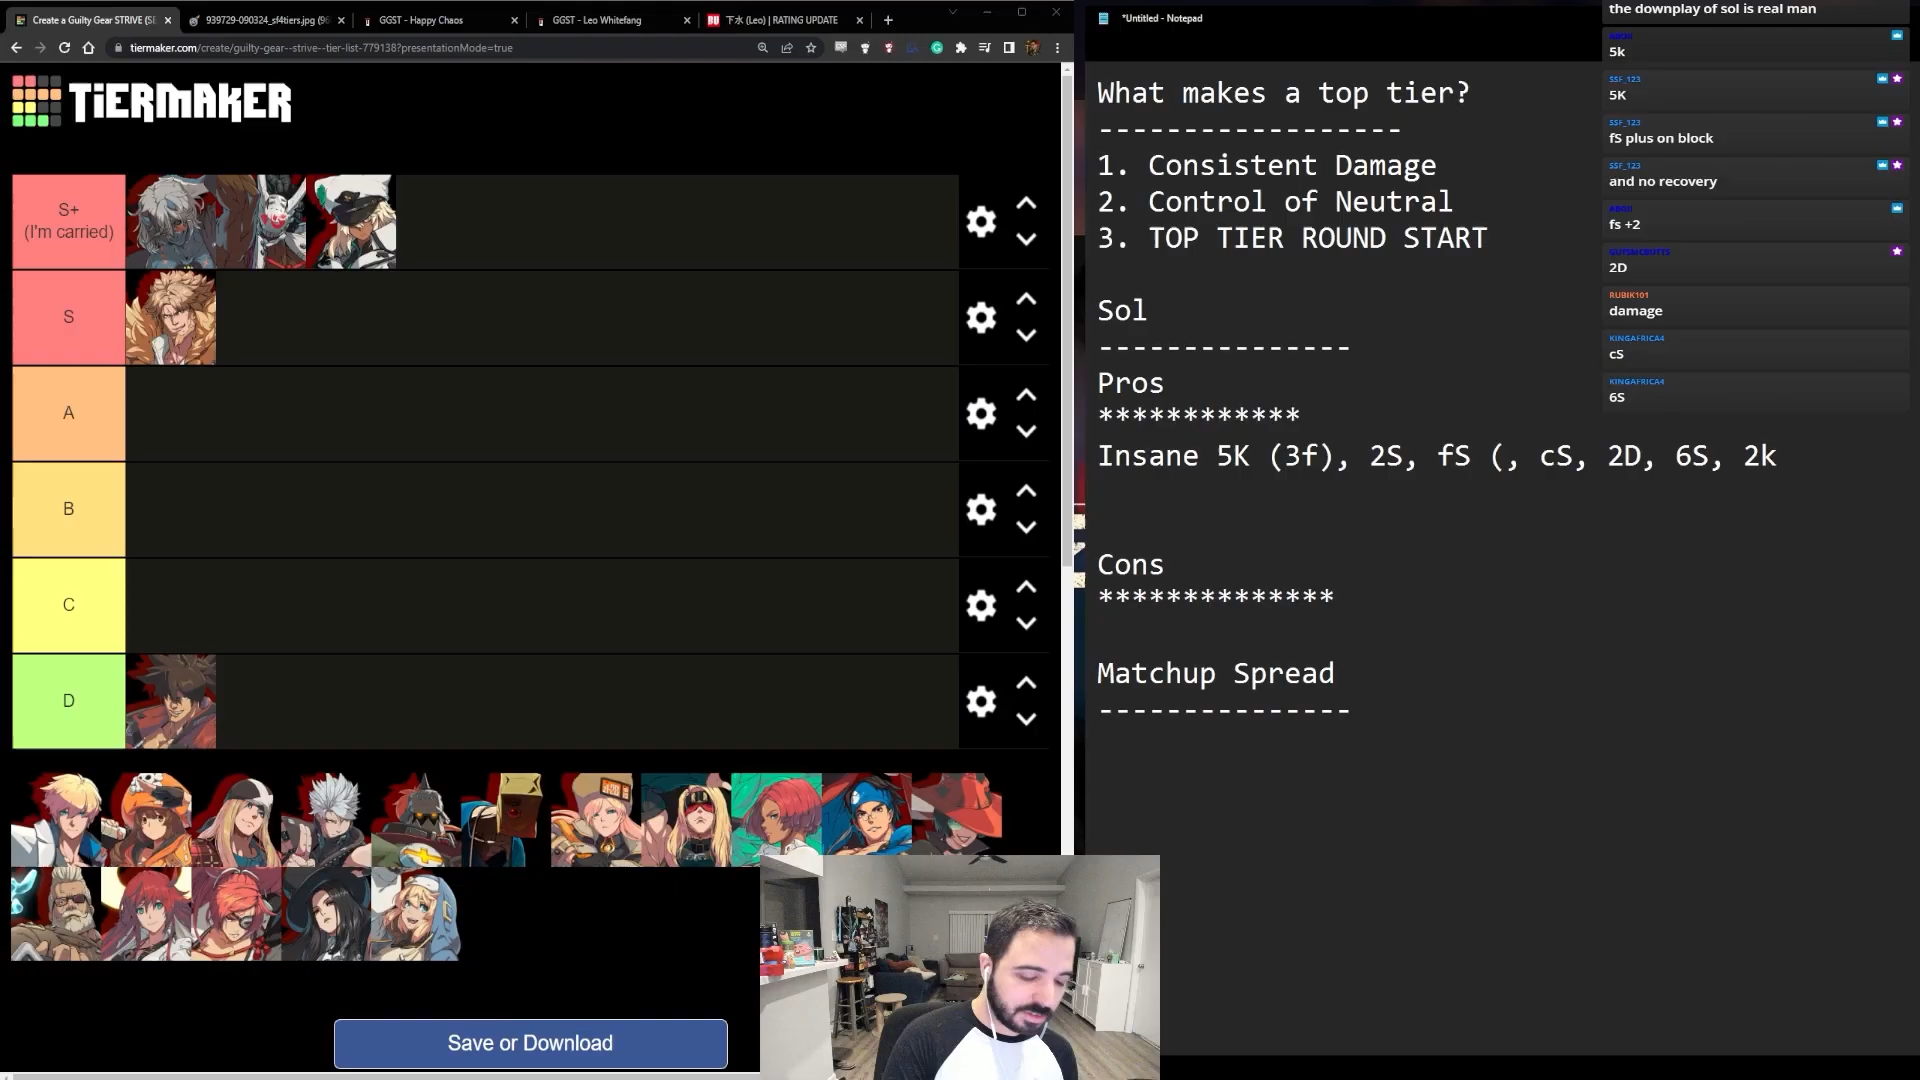 Create a Guilty Gear STRIVE (SE
939729-090324_sf4tiers.jpg (96
GGST - Happy Chaos
GGST - Leo Whitefang
RU
下水 (Leo) | RATING UPDATE
tiermaker.com/create/guilty-gear--strive--tier-list-779138?presentationMode=true
TiERMAKER
S+
(I'm carried)
S
A
B
C
D
Save or Download
*Untitled - Notepad
What makes a top tier?
------------------
1. Consistent Damage
2. Control of Neutral
3. TOP TIER ROUND START
Sol
---------------
Pros
************
Insane 5K (3f), 2S, fS (, cS, 2D, 6S, 2k
Cons
**************
Matchup Spread
---------------
the downplay of sol is real man
5k
SSF_123
5K
SSF_123
fS plus on block
SSF_123
and no recovery
fs +2
GUTSMCBUTTS
2D
RUBIK101
damage
KINGAFRICA4
cS
KINGAFRICA4
6S